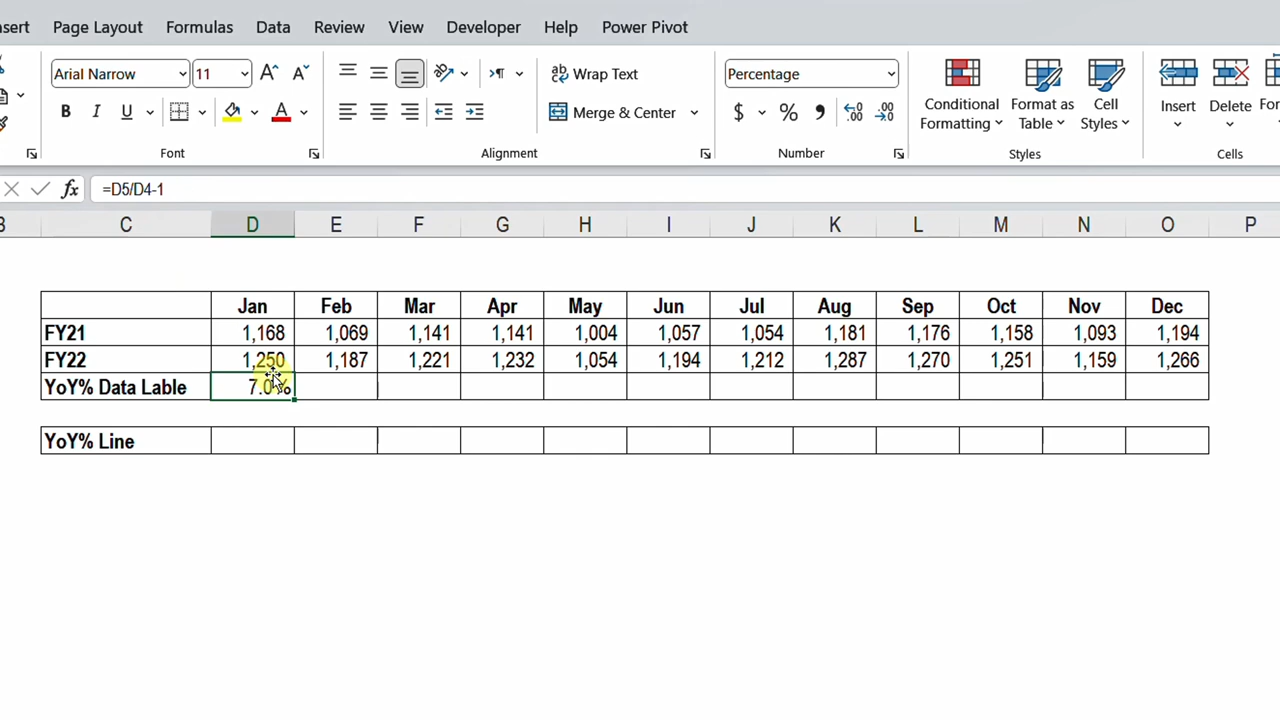 nsert Page Layout Formulas Data Review View Developer Help Power Pivot
Arial Narrow 11 A A Wrap Text Percentage
B I U A Merge & Center $ % Conditional Formatting Format as Table Cell Styles Insert Delete For
Font Alignment Number Styles Cells
fx =D5/D4-1
B C D E F G H I J K L M N O P
Jan Feb Mar Apr May Jun Jul Aug Sep Oct Nov Dec
FY21 1,168 1,069 1,141 1,141 1,004 1,057 1,054 1,181 1,176 1,158 1,093 1,194
FY22 1,250 1,187 1,221 1,232 1,054 1,194 1,212 1,287 1,270 1,251 1,159 1,266
YoY% Data Lable 7.0%
YoY% Line